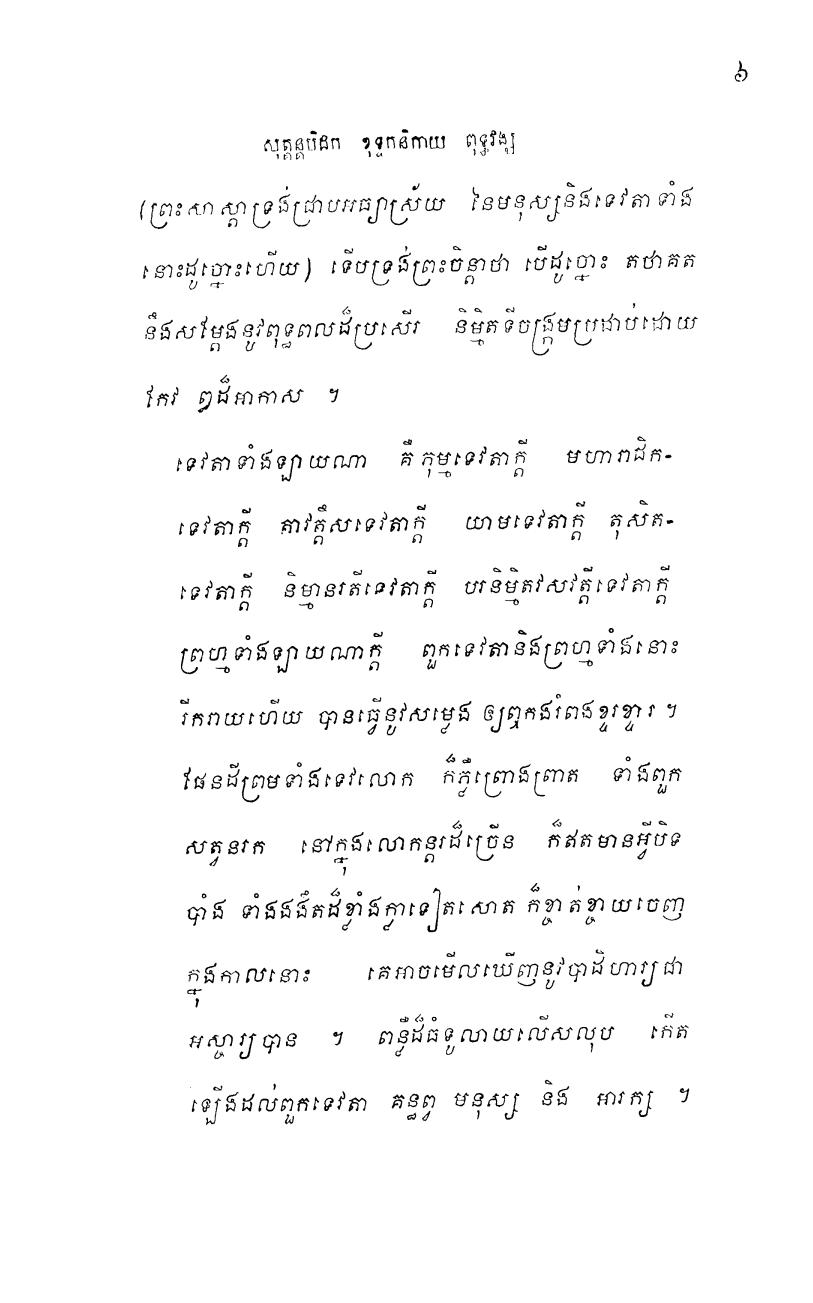 ៦
សុត្តន្តបិដក ខុទ្ទកនិកាយ ពុទ្ធវង្ស
(ព្រះសាស្តាទ្រង់ជ្រាបអធ្យាស្រ័យ នៃមនុស្សនិងទេវតាទាំង
នោះដូច្នោះហើយ) ទើបទ្រង់ព្រះចិន្តាថា បើដូច្នោះ តថាគត
នឹងសម្តែងនូវពុទ្ធពលដ៏ប្រសើរ និម្មិតទីចង្រ្កមប្រដាប់ដោយ
កែវ ឰដ៏អាកាស ។
ទេវតាទាំងឡាយណា គឺ ភុម្មទេវតាក្តី មហារាជិក-
ទេវតាក្តី តាវត្តឹសទេវតាក្តី យាមទេវតាក្តី តុសិត-
ទេវតាក្តី និម្មានរតីទេវតាក្តី បរនិម្មិតវសវត្តីទេវតាក្តី
ព្រហ្មទាំងឡាយណាក្តី ពួកទេវតានិងព្រហ្មទាំងនោះ
រីករាយហើយ បានធ្វើនូវសម្លេង ឲ្យឮកងរំពងខ្ទរខ្ទារ ។
ផែនដីព្រមទាំងទេវលោក ក៏ភ្លឺព្រោងព្រាត ទាំងពួក
សត្វនរក នៅក្នុងលោកន្តរដ៏ច្រើន ក៏ឥតមានអ្វីបិទ
បាំង ទាំងងងឹតដ៏ខ្លាំងក្លាទៀតសោត ក៏ខ្ចាត់ខ្ចាយចេញ
ក្នុងកាលនោះ គេអាចមើលឃើញនូវបាដិហារ្យជា
អស្ចារ្យបាន ។ ពន្លឺដ៏ធំទូលាយលើសលុប កើត
ឡើងដល់ពួកទេវតា គន្ធព្វ មនុស្ស និង អារក្ស ។